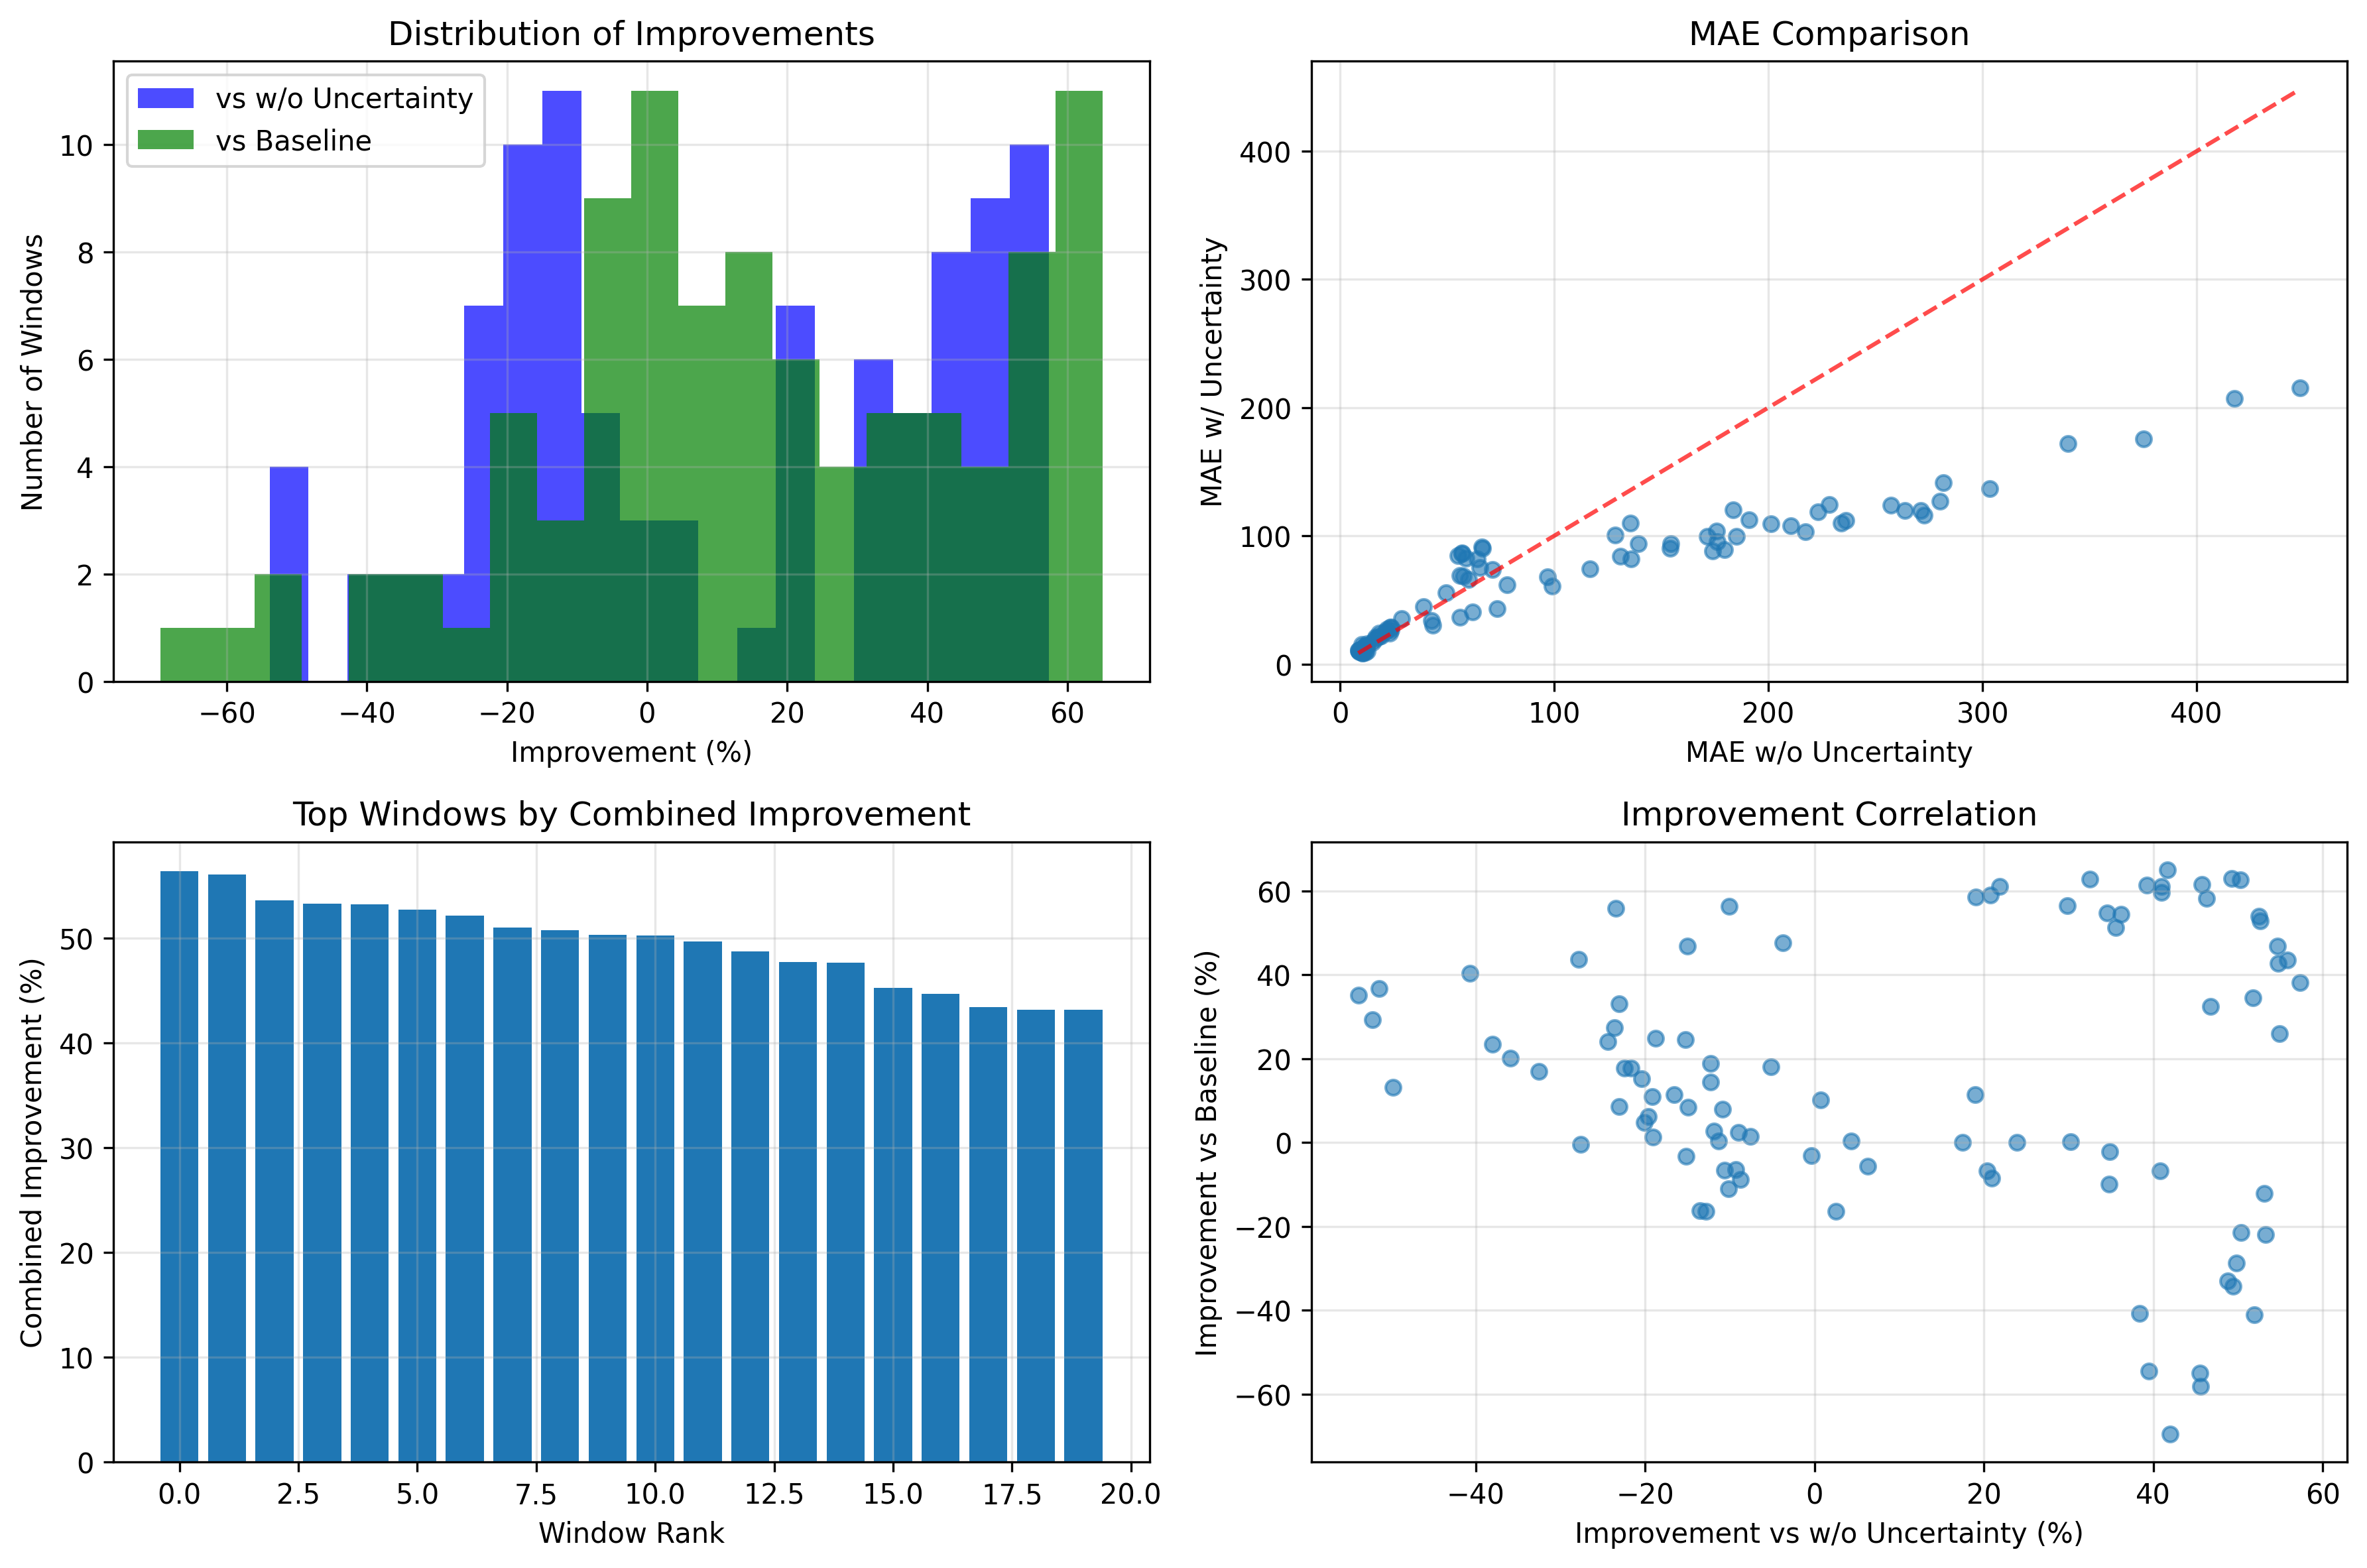 Distribution of Improvements
vs w/o Uncertainty
vs Baseline
Number of Windows
10
8
6
4
2
0
−60 −40 −20 0 20 40 60
Improvement (%)
MAE Comparison
MAE w/ Uncertainty
400
300
200
100
0
0 100 200 300 400
MAE w/o Uncertainty
Top Windows by Combined Improvement
Combined Improvement (%)
50
40
30
20
10
0
0.0 2.5 5.0 7.5 10.0 12.5 15.0 17.5 20.0
Window Rank
Improvement Correlation
Improvement vs Baseline (%)
60
40
20
0
−20
−40
−60
−40 −20 0 20 40 60
Improvement vs w/o Uncertainty (%)